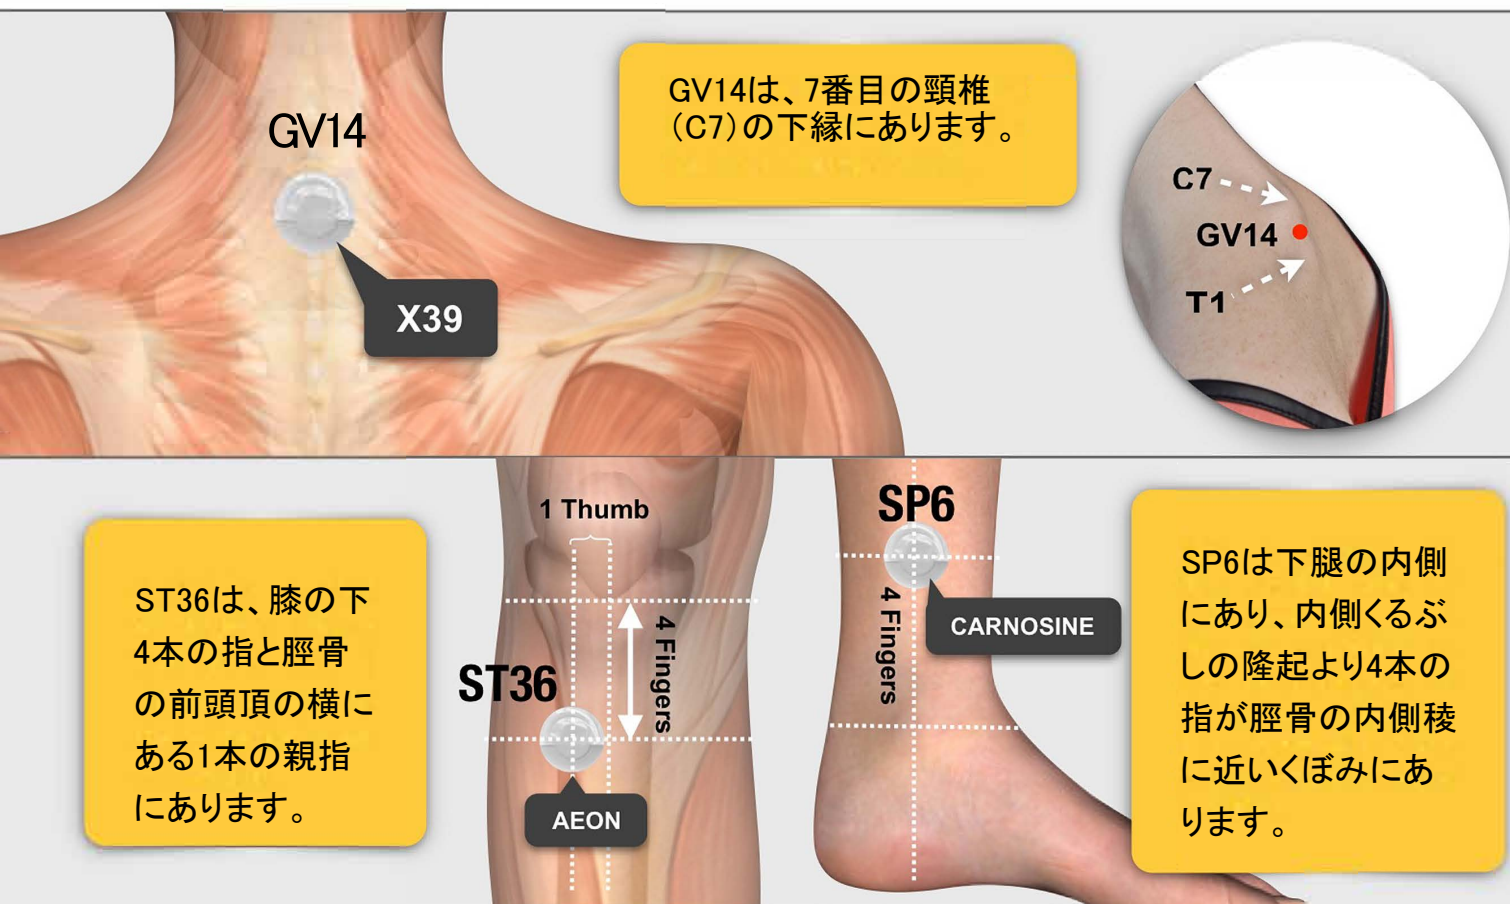 GV14
X39
GV14は、7番目の頸椎
（C7）の下縁にあります。
C7
GV14
T1
ST36は、膝の下
4本の指と脛骨
の前頭頂の横に
ある1本の親指
にあります。
1 Thumb
4 Fingers
ST36
AEON
SP6
4 Fingers
CARNOSINE
SP6は下腿の内側
にあり、内側くるぶ
しの隆起より4本の
指が脛骨の内側稜
に近いくぼみにあ
ります。